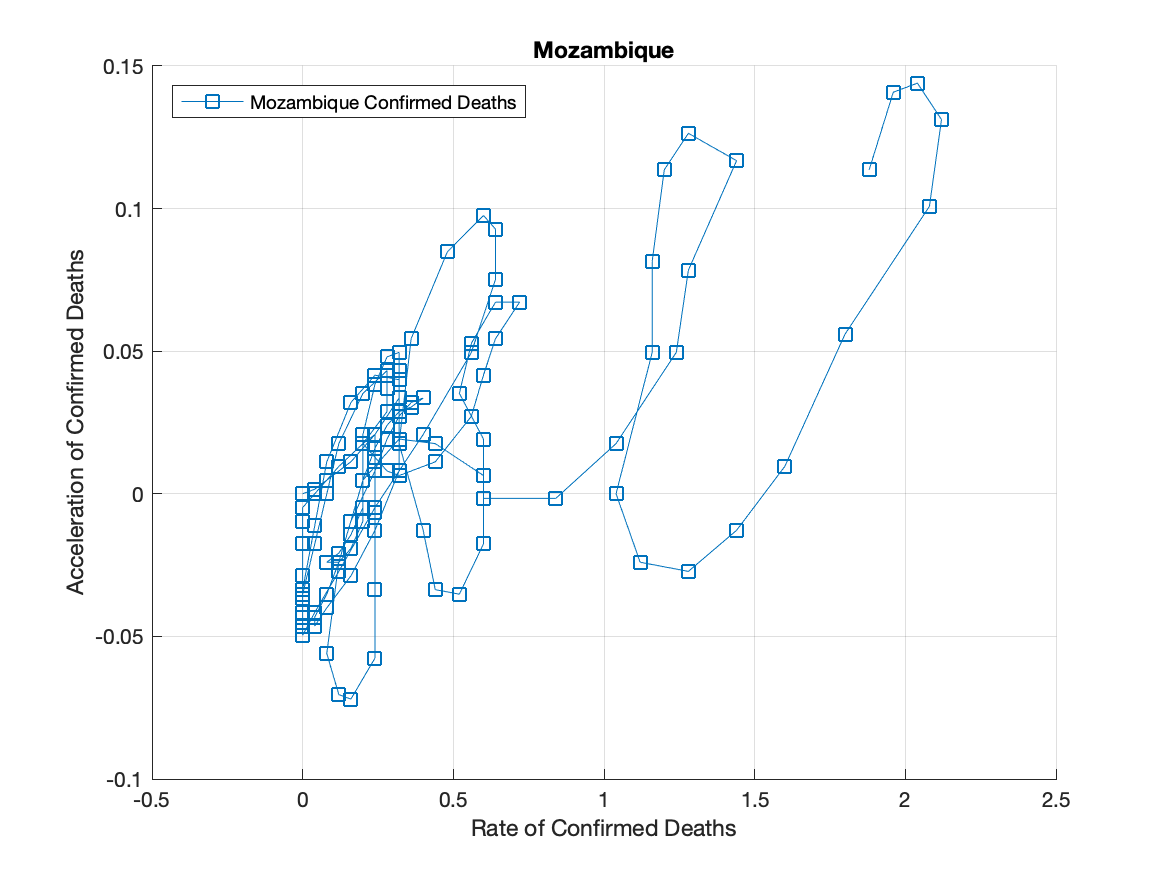 Mozambique
0.15
Mozambique Confirmed Deaths
0.1
0.05
0
-0.05
-0.1
Acceleration of Confirmed Deaths
-0.5 0 0.5 1 1.5 2 2.5
Rate of Confirmed Deaths